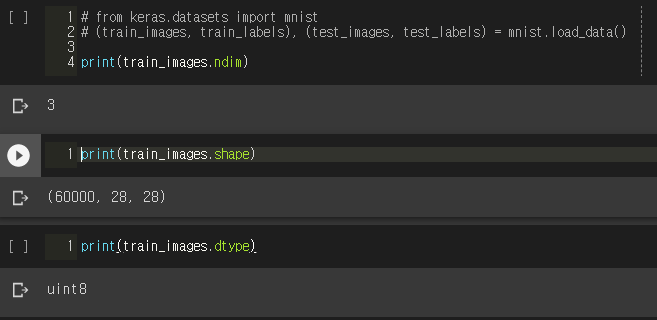 [ ] 1 # from keras.datasets import mnist
2 # (train_images, train_labels), (test_images, test_labels) = mnist.load_data()
3
4 print(train_images.ndim)
3
1 print(train_images.shape)
(60000, 28, 28)
[ ] 1 print(train_images.dtype)
uint8